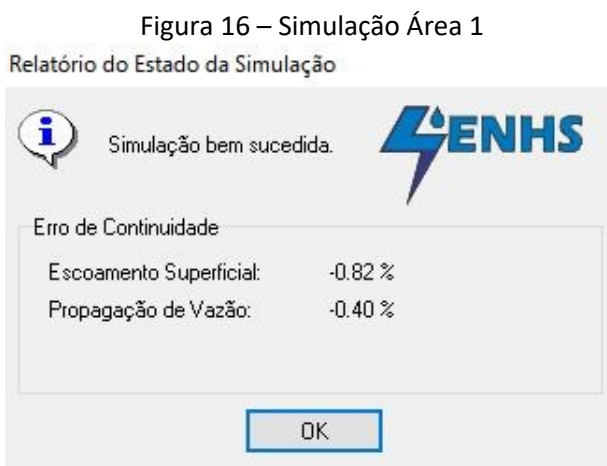 Figura 16 – Simulação Área 1
Relatório do Estado da Simulação
Simulação bem sucedida.
LENHS
Erro de Continuidade
Escoamento Superficial: -0.82 %
Propagação de Vazão: -0.40 %
OK